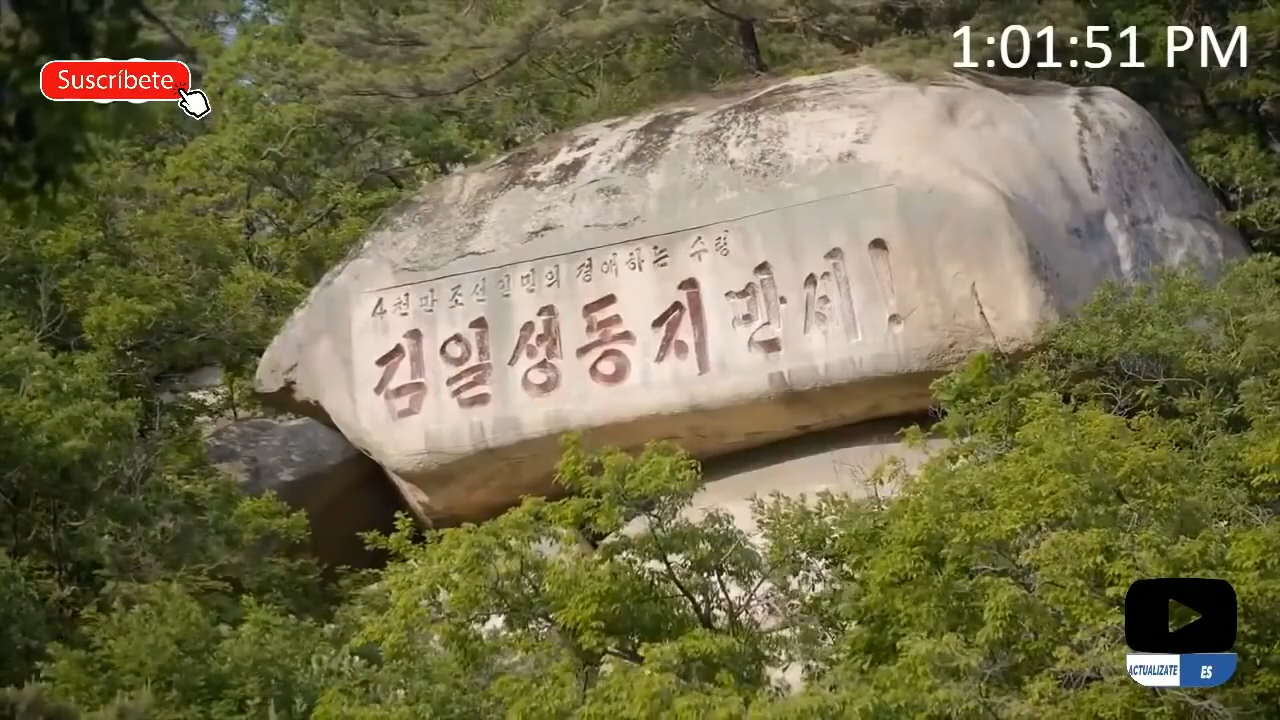 Suscríbete
1:01:51 PM
4천만 조선인민의 경애하는 수령
김일성동지 만세!
ACTUALIZATE ES